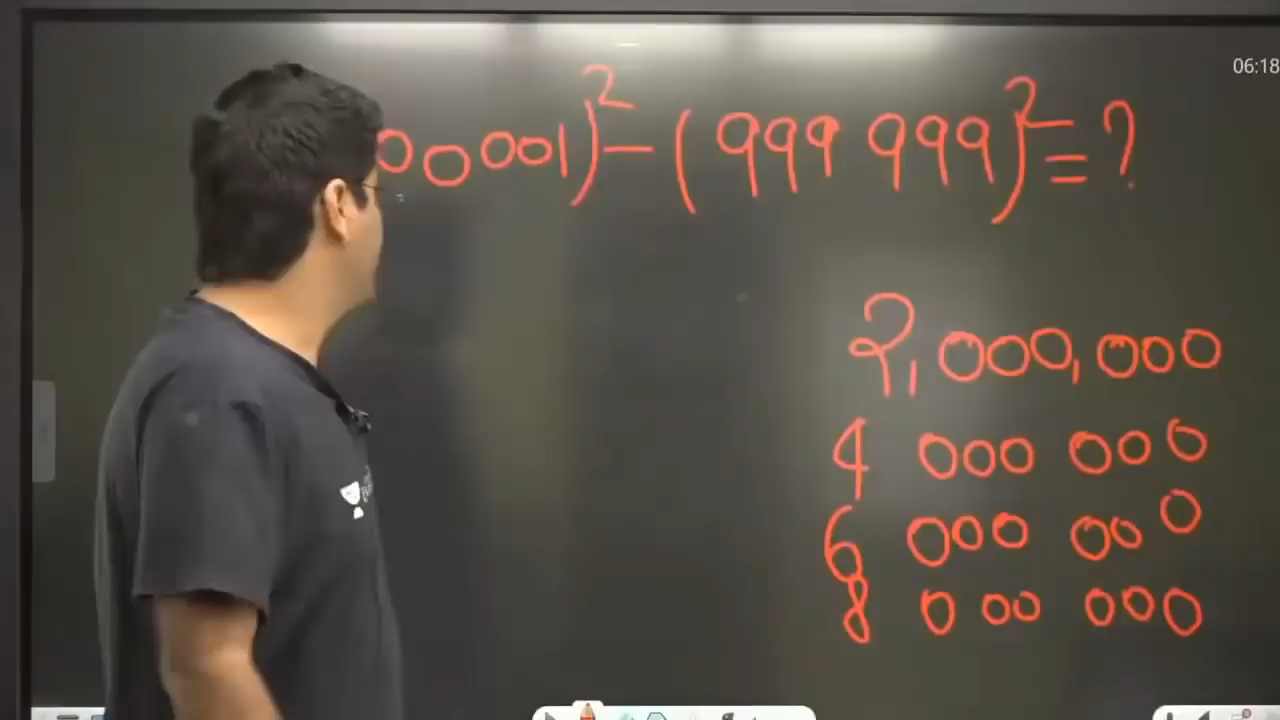 06:18
00001)² - (999 999)² = ?
2,000,000
4 000 000
6 000 000
8 000 000